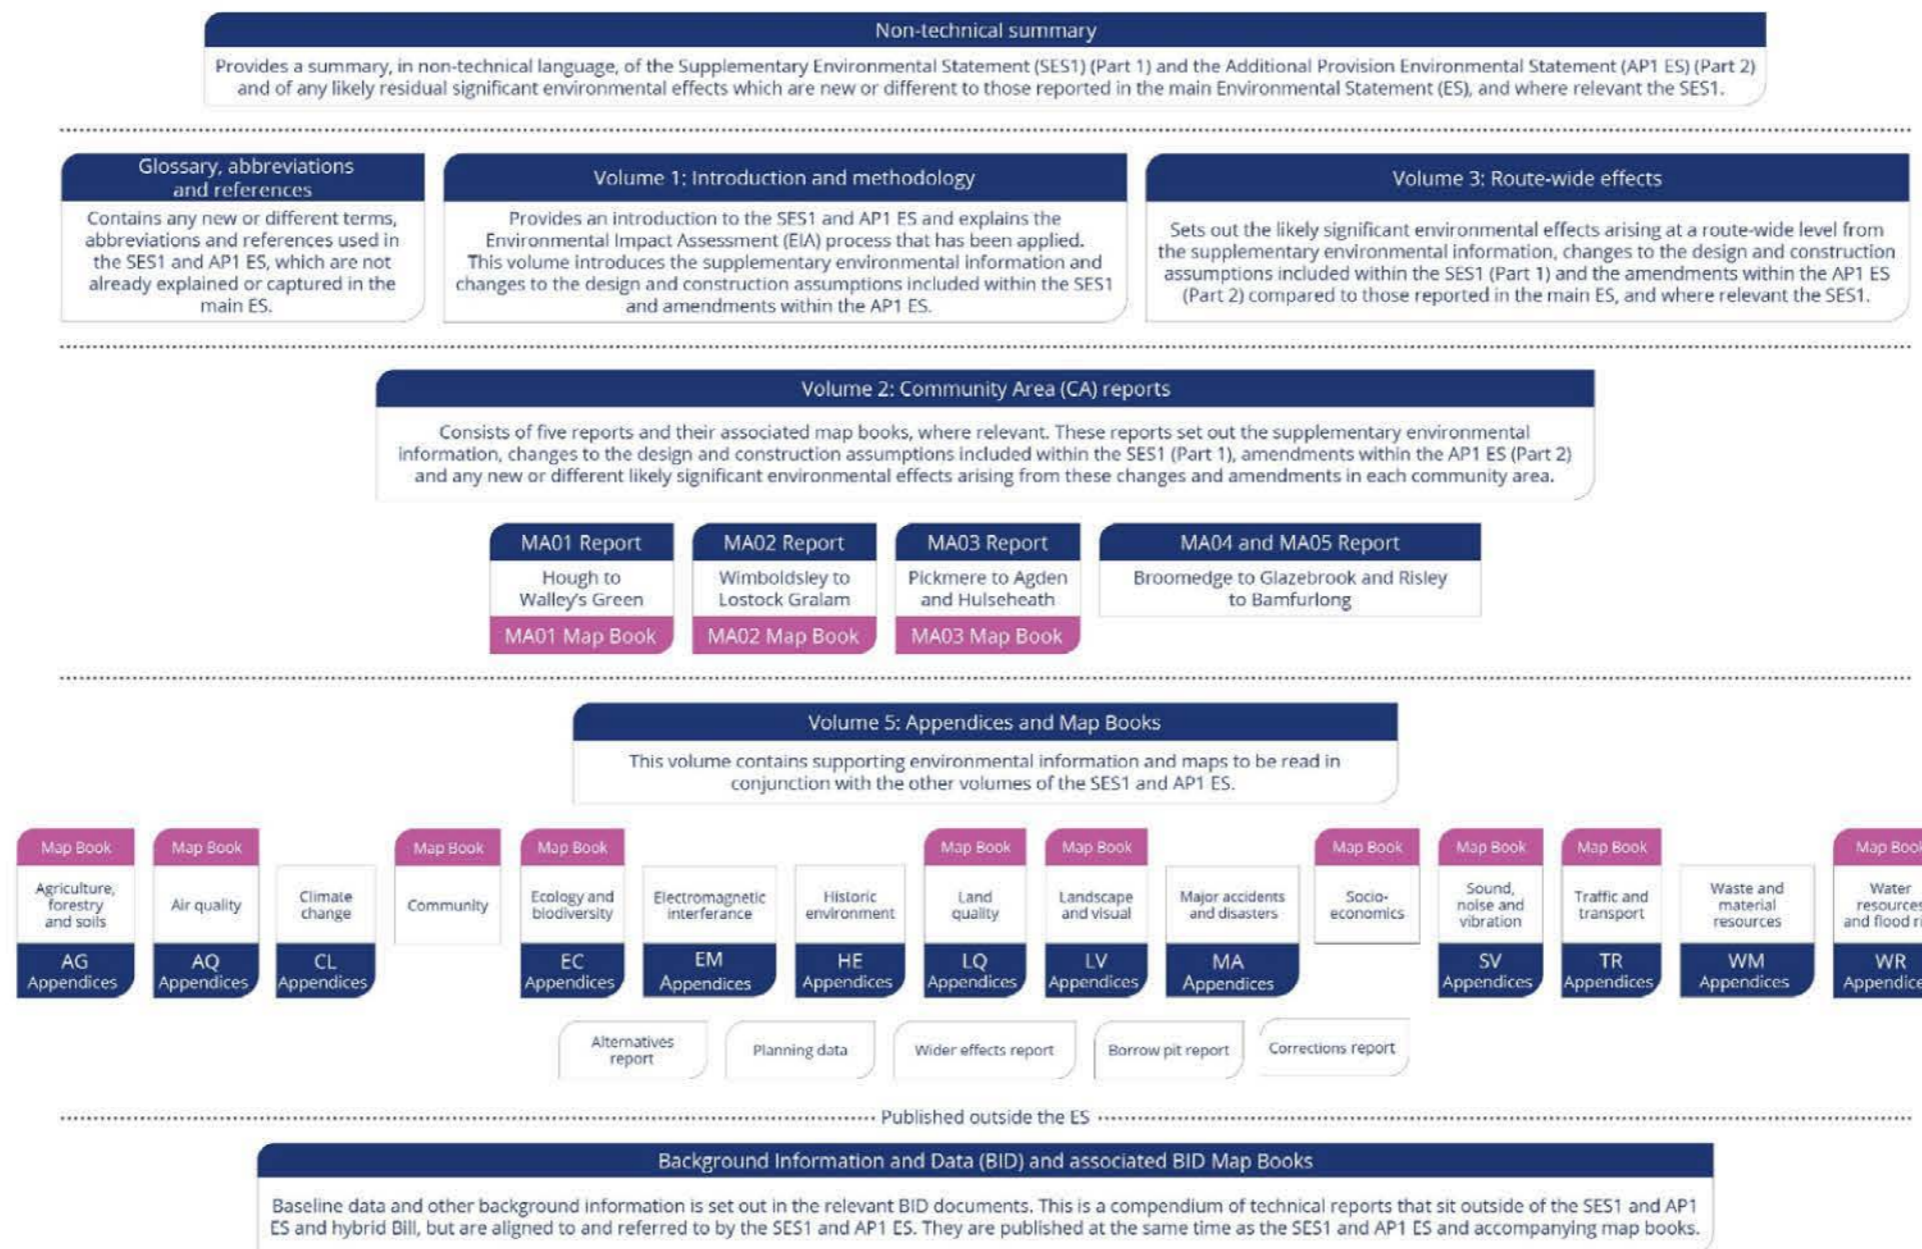 Non-technical summary
Provides a summary, in non-technical language, of the Supplementary Environmental Statement (SES1) (Part 1) and the Additional Provision Environmental Statement (AP1 ES) (Part 2)
and of any likely residual significant environmental effects which are new or different to those reported in the main Environmental Statement (ES), and where relevant the SES1.
Glossary, abbreviations
and references
Contains any new or different terms,
abbreviations and references used in
the SES1 and AP1 ES, which are not
already explained or captured in the
main ES.
Volume 1: Introduction and methodology
Provides an introduction to the SES1 and AP1 ES and explains the
Environmental Impact Assessment (EIA) process that has been applied.
This volume introduces the supplementary environmental information and
changes to the design and construction assumptions included within the SES1
and amendments within the AP1 ES.
Volume 3: Route-wide effects
Sets out the likely significant environmental effects arising at a route-wide level from
the supplementary environmental information, changes to the design and construction
assumptions included within the SES1 (Part 1) and the amendments within the AP1 ES
(Part 2) compared to those reported in the main ES, and where relevant the SES1.
Volume 2: Community Area (CA) reports
Consists of five reports and their associated map books, where relevant. These reports set out the supplementary environmental
information, changes to the design and construction assumptions included within the SES1 (Part 1), amendments within the AP1 ES (Part 2)
and any new or different likely significant environmental effects arising from these changes and amendments in each community area.
MA01 Report
Hough to
Walley's Green
MA01 Map Book
MA02 Report
Wimboldsley to
Lostock Gralam
MA02 Map Book
MA03 Report
Pickmere to Agden
and Hulseheath
MA03 Map Book
MA04 and MA05 Report
Broomedge to Glazebrook and Risley
to Bamfurlong
Volume 5: Appendices and Map Books
This volume contains supporting environmental information and maps to be read in
conjunction with the other volumes of the SES1 and AP1 ES.
Map Book
Agriculture,
forestry
and soils
AG
Appendices
Map Book
Air quality
AQ
Appendices
Climate
change
CL
Appendices
Map Book
Community
Map Book
Ecology and
biodiversity
EC
Appendices
Electromagnetic
interferance
EM
Appendices
Historic
environment
HE
Appendices
Map Book
Land
quality
LQ
Appendices
Map Book
Landscape
and visual
LV
Appendices
Major accidents
and disasters
MA
Appendices
Map Book
Socio-
economics
Map Book
Sound,
noise and
vibration
SV
Appendices
Map Book
Traffic and
transport
TR
Appendices
Waste and
material
resources
WM
Appendices
Map Book
Water
resources
and flood
WR
Alternatives
report
Planning data
Wider effects report
Borrow pit report
Corrections report
Published outside the ES
Background Information and Data (BID) and associated BID Map Books
Baseline data and other background information is set out in the relevant BID documents. This is a compendium of technical reports that sit outside of the SES1 and AP1
ES and hybrid Bill, but are aligned to and referred to by the SES1 and AP1 ES. They are published at the same time as the SES1 and AP1 ES and accompanying map books.